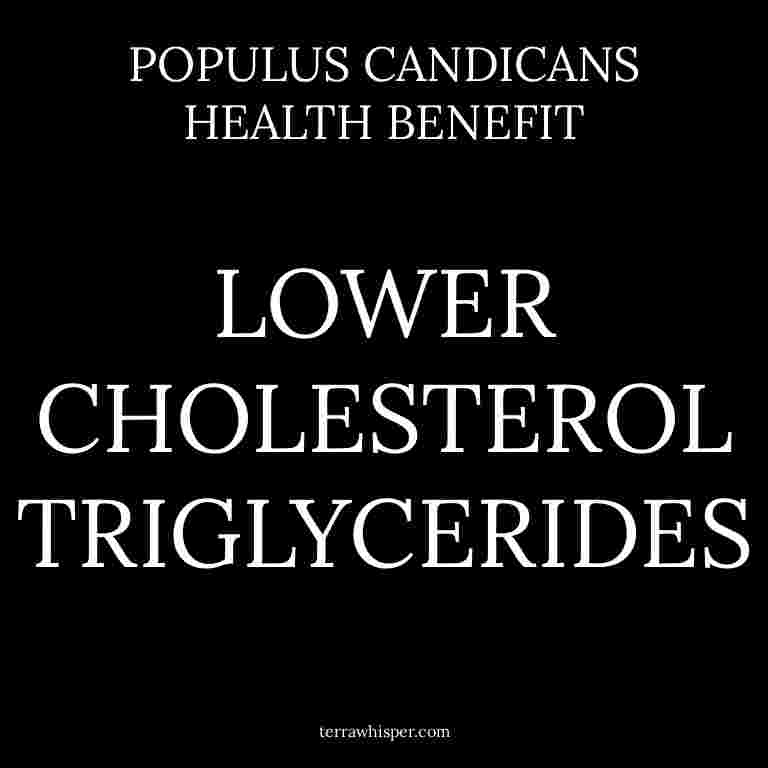 POPULUS CANDICANS
HEALTH BENEFIT
LOWER
CHOLESTEROL
TRIGLYCERIDES
terrawhisper.com